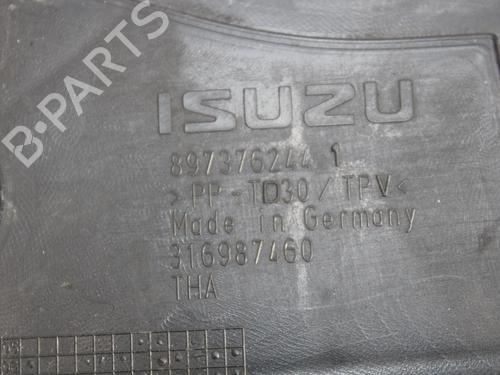 B-PARTS
ISUZU
897376244 1
>PP-TD30/TPV<
Made in Germany
316987460
THA